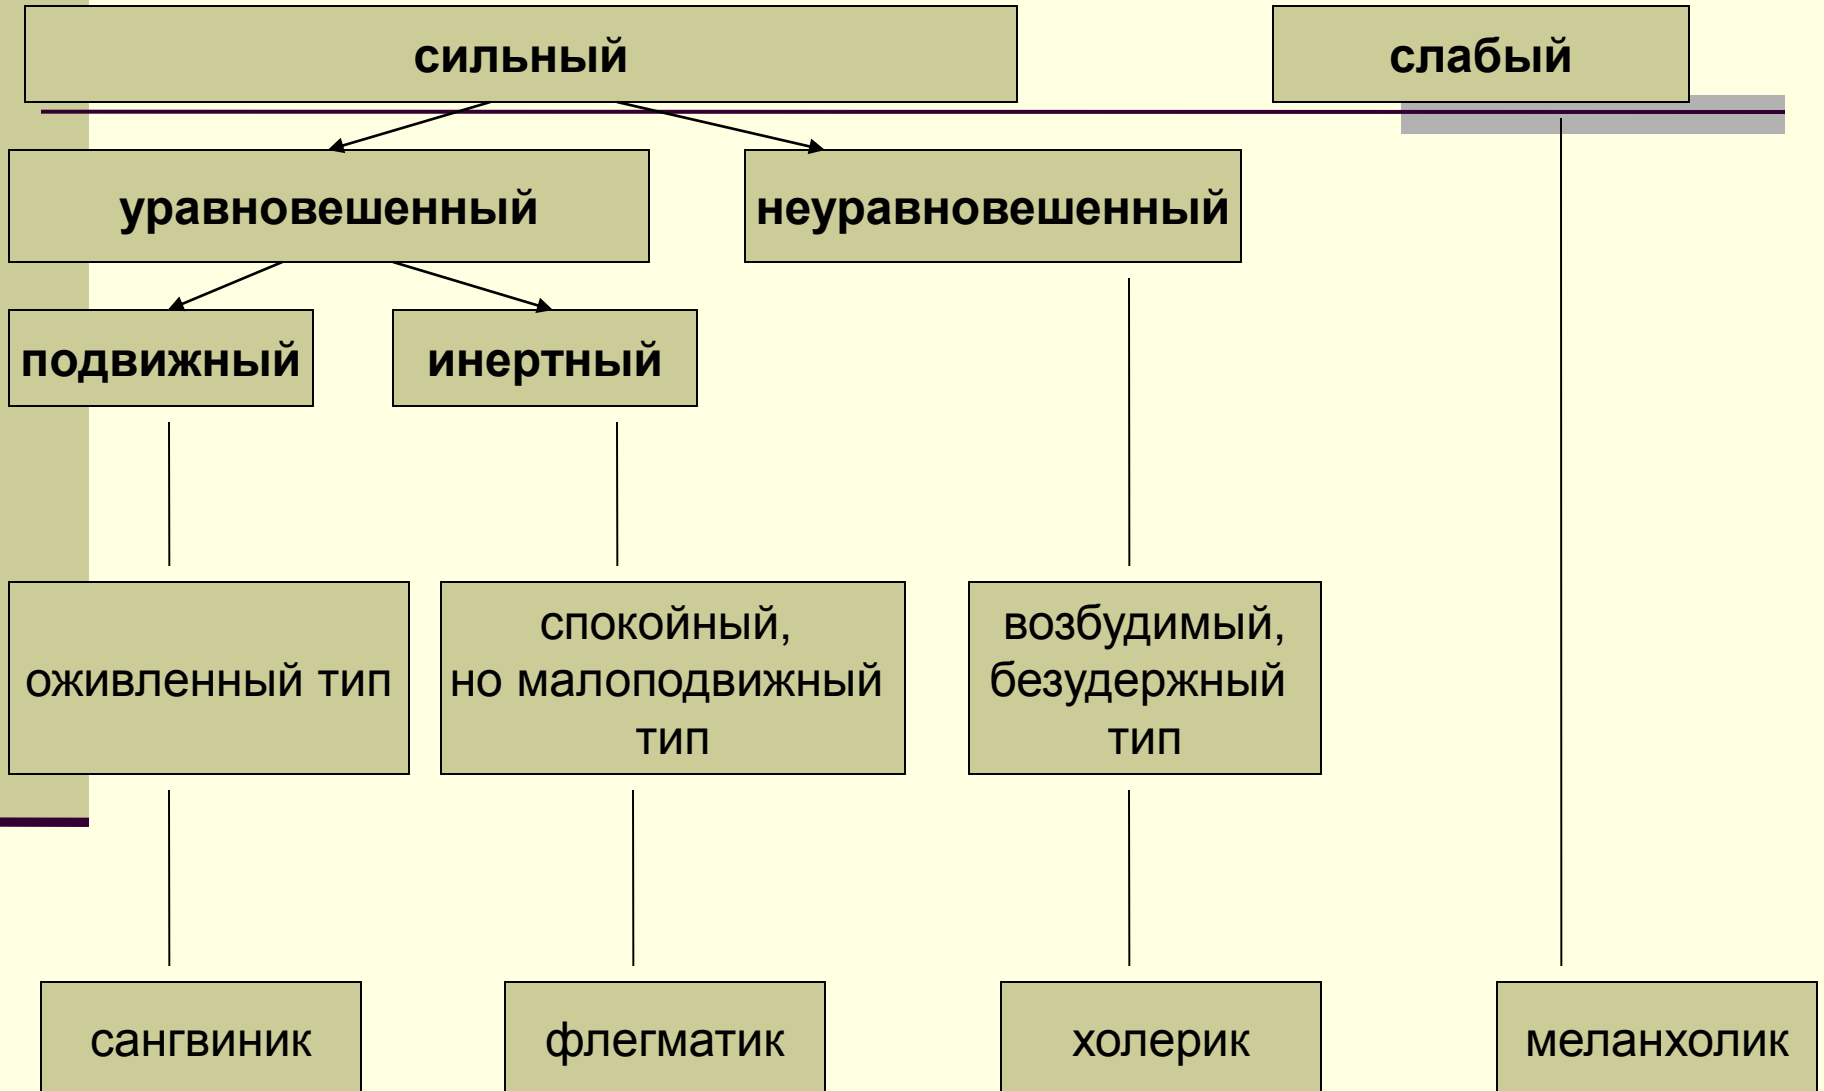 сильный
слабый
уравновешенный
неуравновешенный
подвижный
инертный
оживленный тип
спокойный,
но малоподвижный
тип
возбудимый,
безудержный
тип
сангвиник
флегматик
холерик
меланхолик